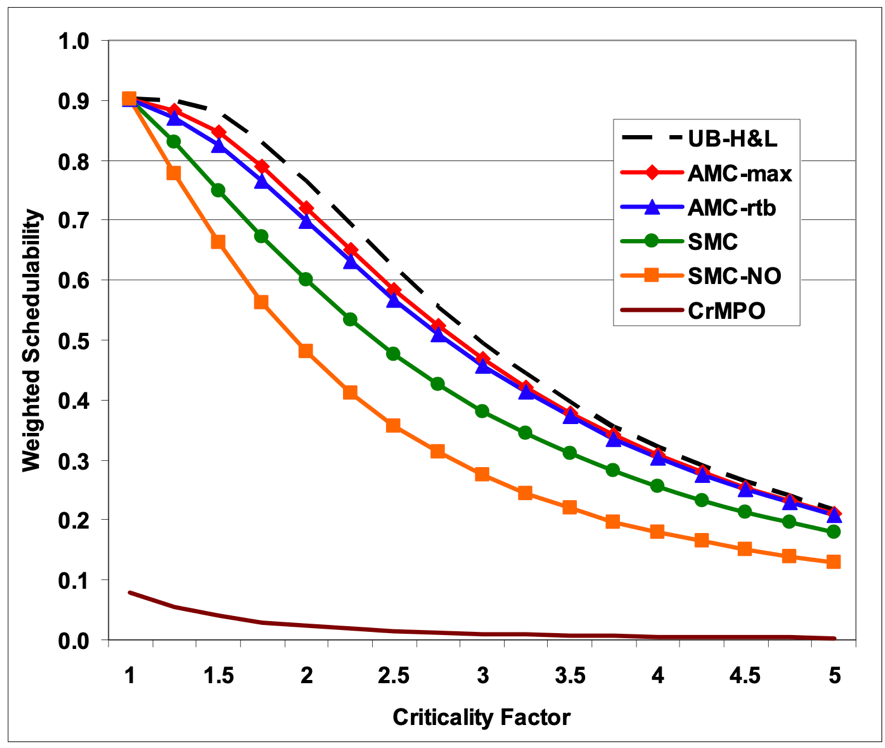 1.0
0.9
0.8
0.7
0.6
0.5
0.4
0.3
0.2
0.1
0.0
Weighted Schedulability
UB-H&L
AMC-max
AMC-rtb
SMC
SMC-NO
CrMPO
1 1.5 2 2.5 3 3.5 4 4.5 5
Criticality Factor